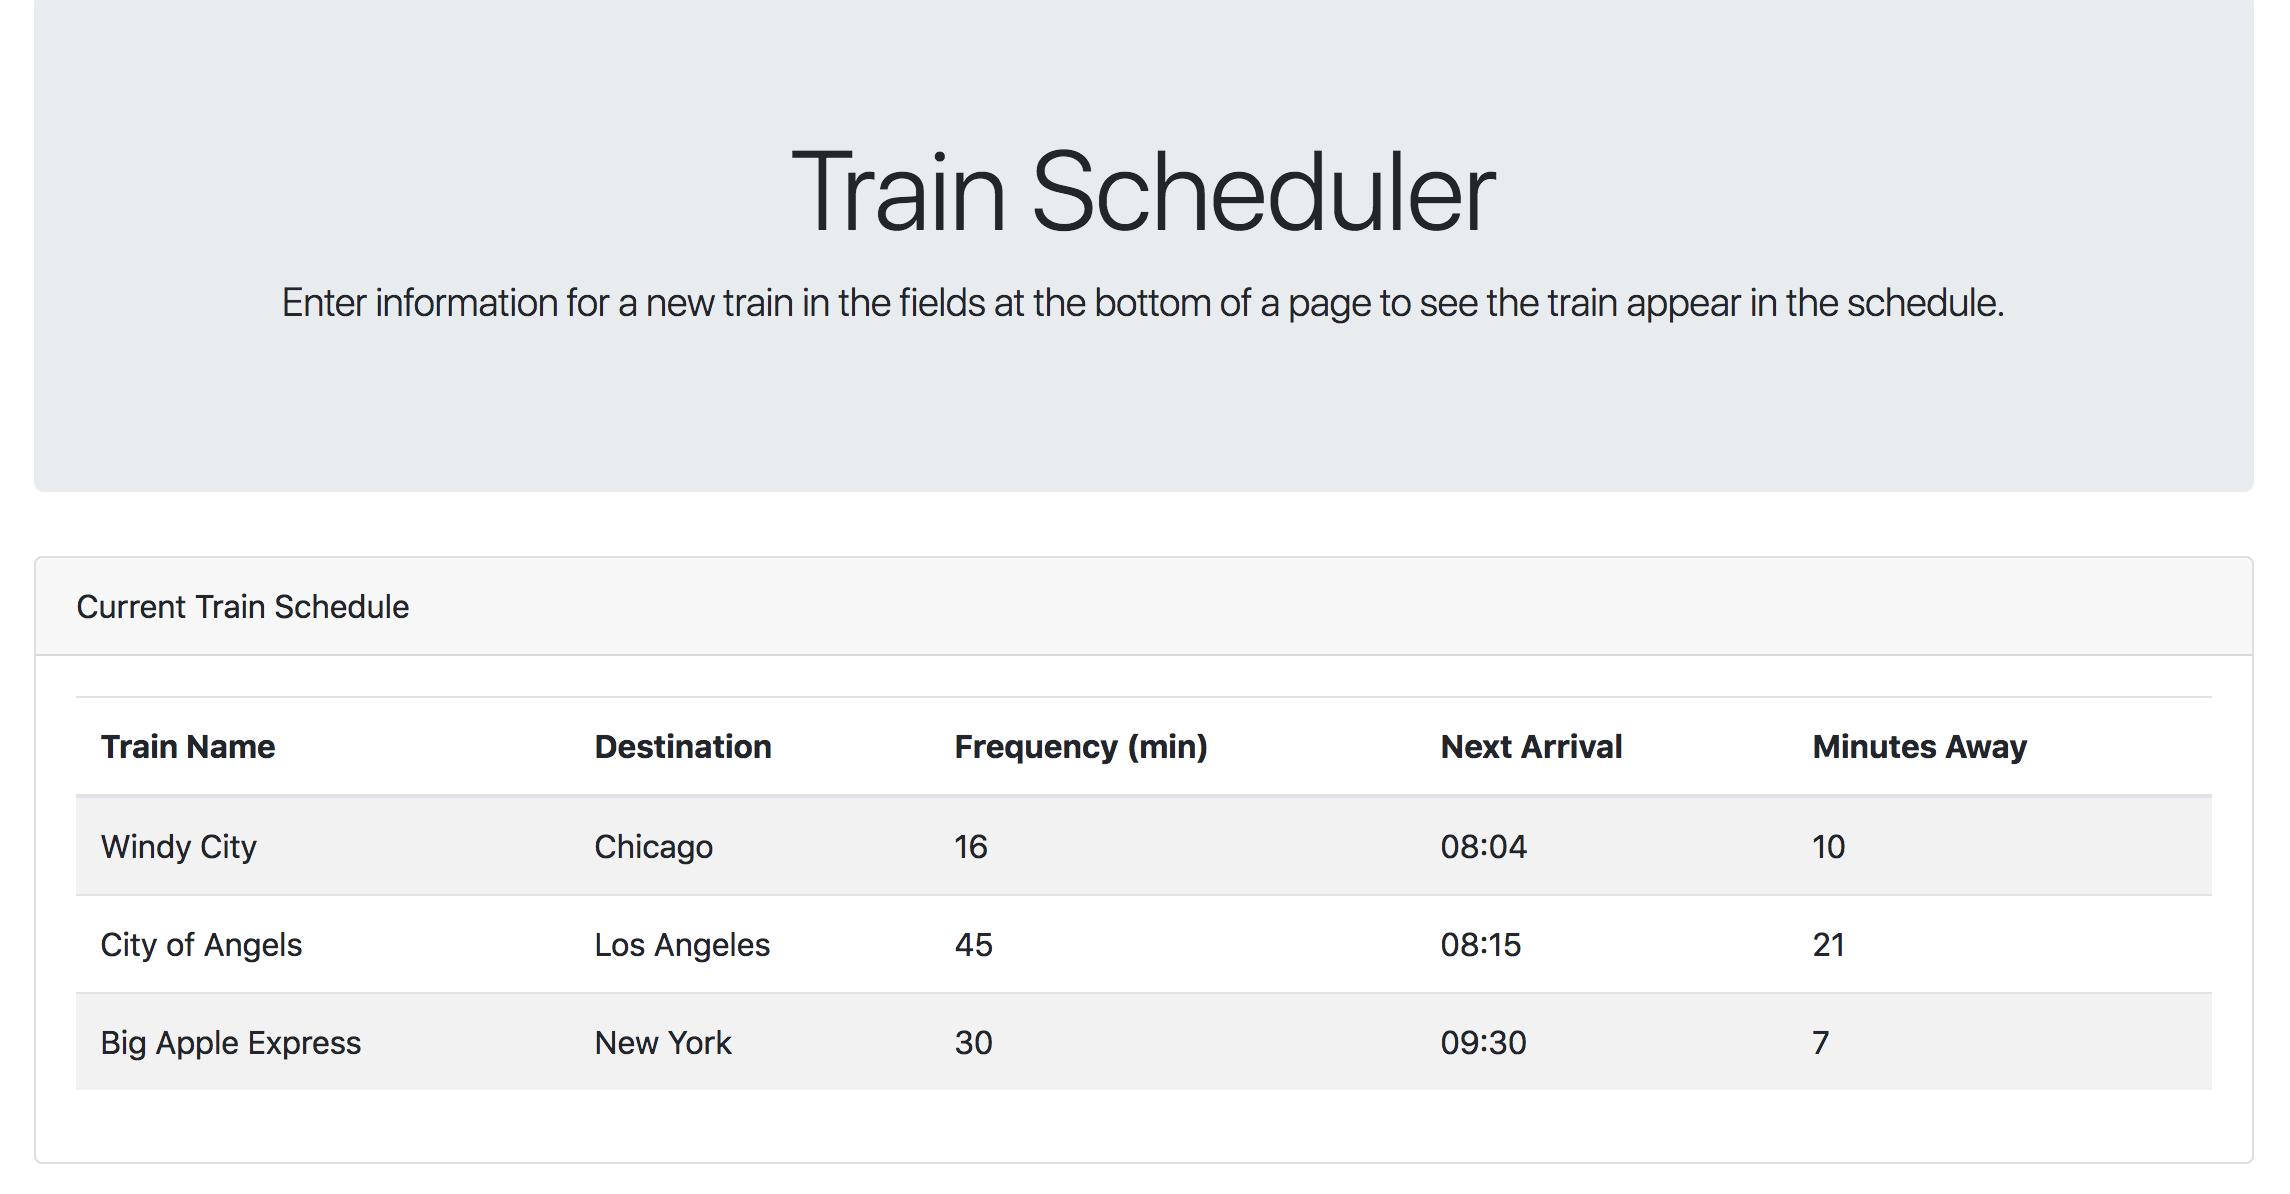 Train Scheduler
Enter information for a new train in the fields at the bottom of a page to see the train appear in the schedule.
Current Train Schedule
Train Name Destination Frequency (min) Next Arrival Minutes Away
Windy City Chicago 16 08:04 10
City of Angels Los Angeles 45 08:15 21
Big Apple Express New York 30 09:30 7